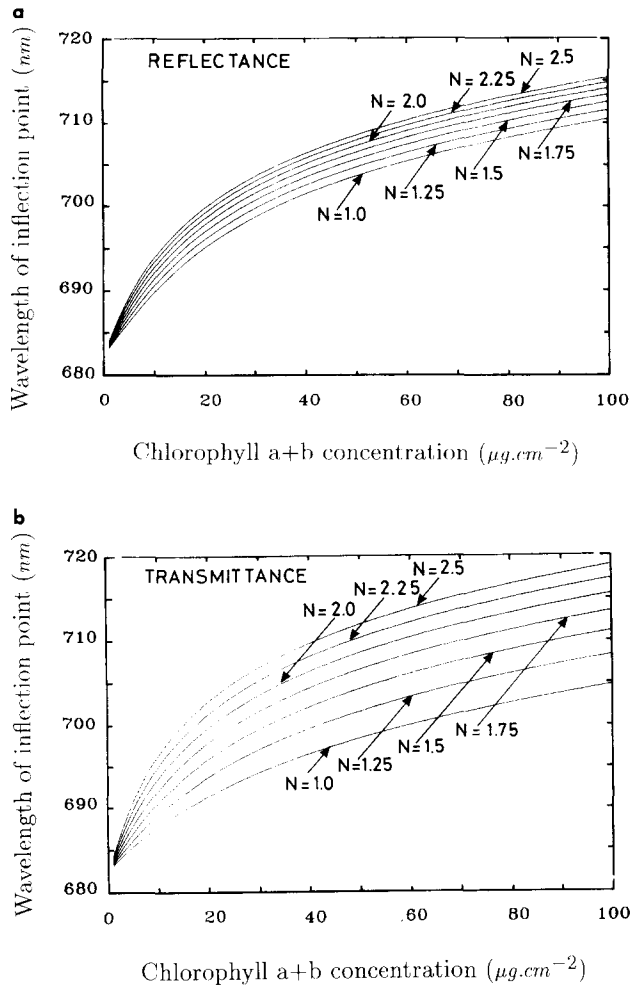 a
720
710
700
690
680
REFLECTANCE
N=2.5
N=2.25
N=2.0
N=1.75
N=1.5
N=1.25
N=1.0
Wavelength of inflection point (nm)
0 20 40 60 80 100
Chlorophyll a+b concentration (μg.cm⁻²)
b
720
710
700
690
680
TRANSMITTANCE
N=2.5
N=2.25
N=2.0
N=1.75
N=1.5
N=1.25
N=1.0
Wavelength of inflection point (nm)
0 20 40 .60 80 100
Chlorophyll a+b concentration (μg.cm⁻²)